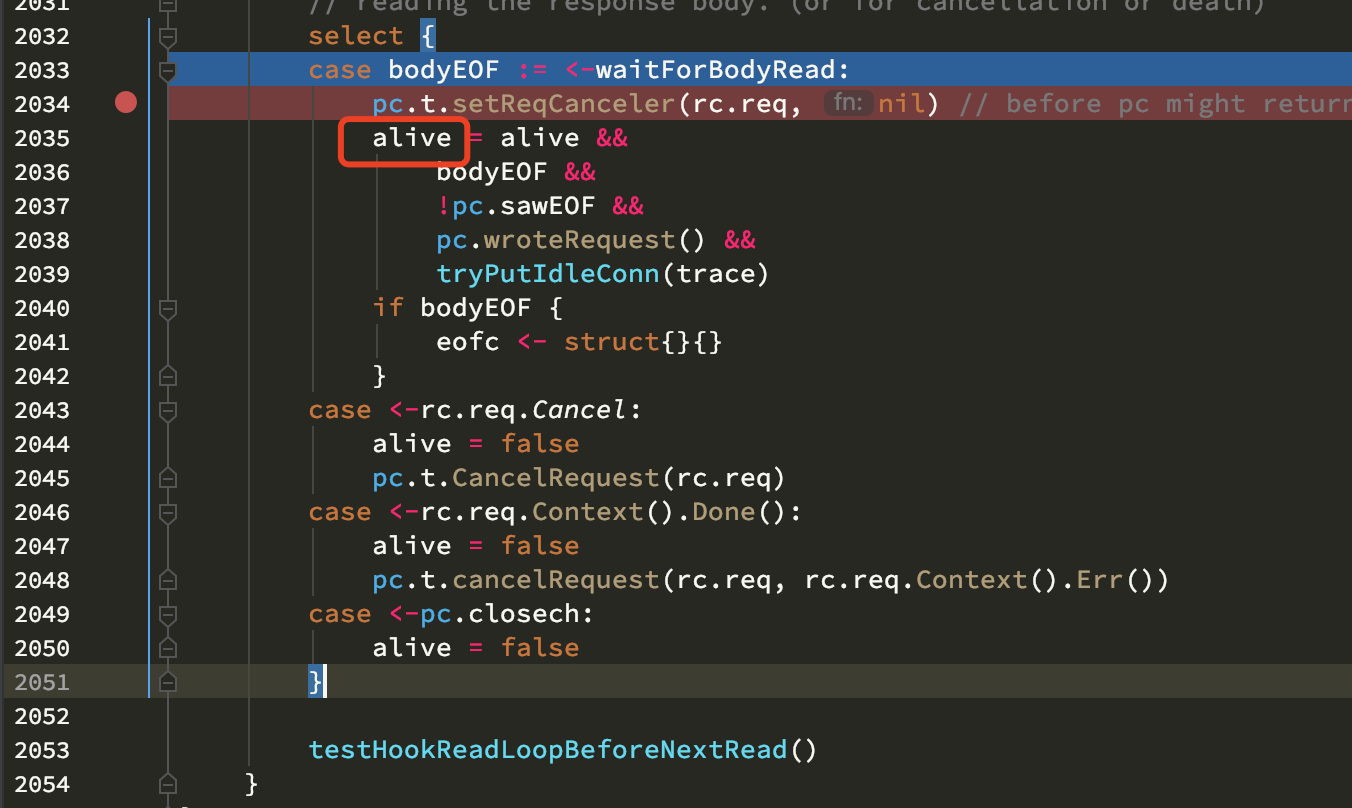 2031 // reading the response body. (or for cancellation or death)
2032 select {
2033 case bodyEOF := <-waitForBodyRead:
2034 pc.t.setReqCanceler(rc.req, fn: nil) // before pc might return
2035 alive = alive &&
2036 bodyEOF &&
2037 !pc.sawEOF &&
2038 pc.wroteRequest() &&
2039 tryPutIdleConn(trace)
2040 if bodyEOF {
2041 eofc <- struct{}{}
2042 }
2043 case <-rc.req.Cancel:
2044 alive = false
2045 pc.t.CancelRequest(rc.req)
2046 case <-rc.req.Context().Done():
2047 alive = false
2048 pc.t.cancelRequest(rc.req, rc.req.Context().Err())
2049 case <-pc.closech:
2050 alive = false
2051 }
2052
2053 testHookReadLoopBeforeNextRead()
2054 }